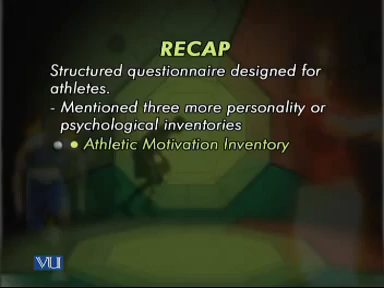 RECAP
Structured questionnaire designed for
athletes.
- Mentioned three more personality or
psychological inventories
Athletic Motivation Inventory
VU